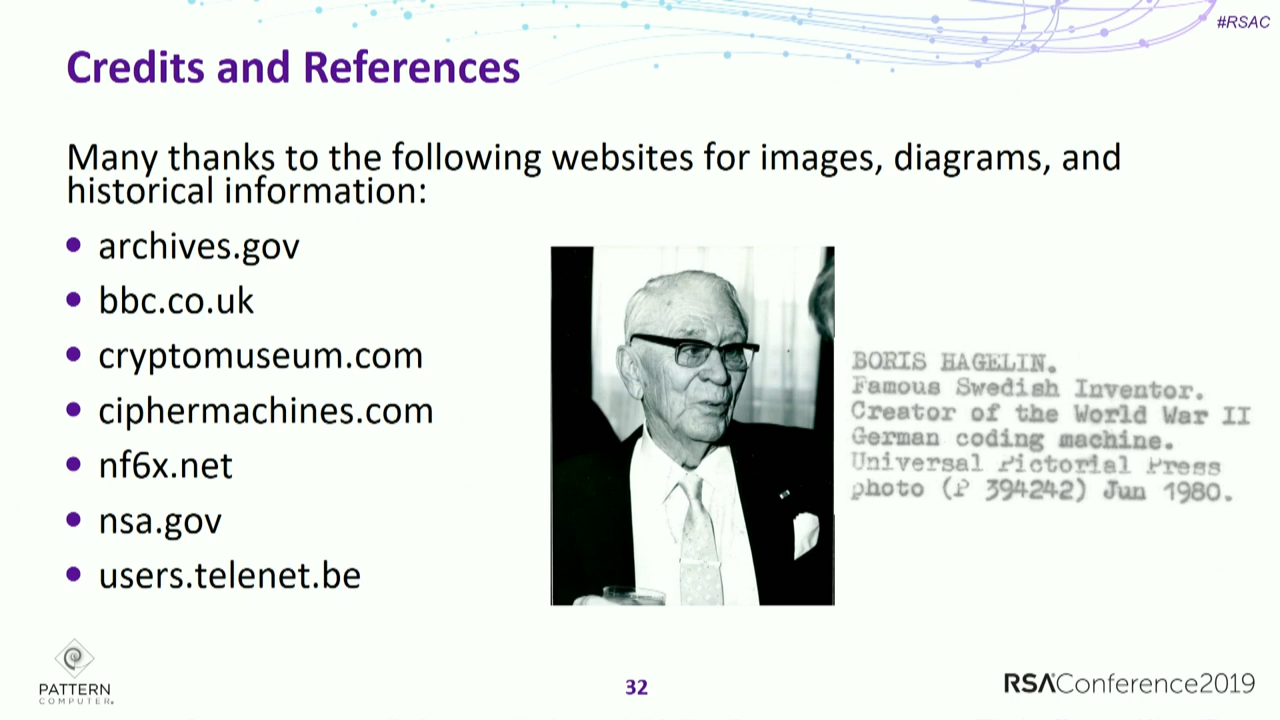 #RSAC
Credits and References
Many thanks to the following websites for images, diagrams, and
historical information:
• archives.gov
• bbc.co.uk
• cryptomuseum.com
• ciphermachines.com
• nf6x.net
• nsa.gov
• users.telenet.be
BORIS HAGELIN.
Famous Swedish Inventor.
Creator of the World War II
German coding machine.
Universal Pictorial Press
photo (P 394242) Jun 1980.
PATTERN
COMPUTER
32
RSAConference2019